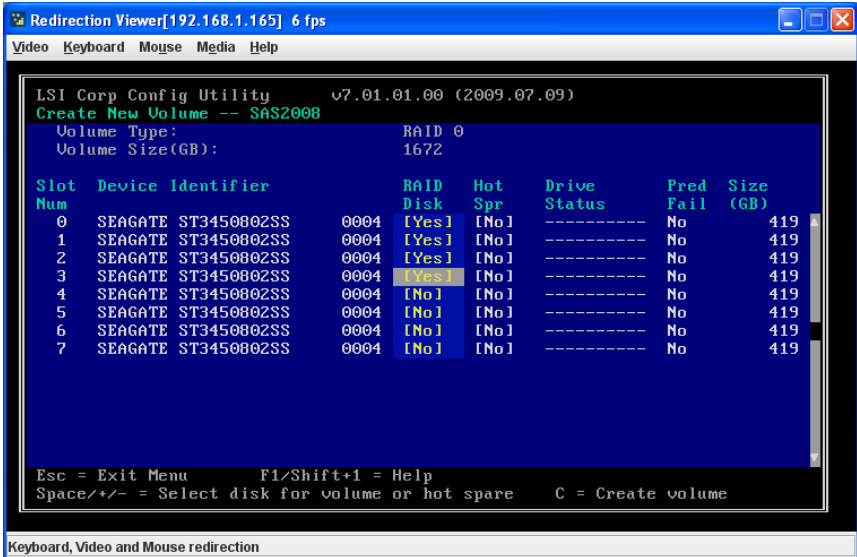 Redirection Viewer[192.168.1.165]  6 fps
Video Keyboard Mouse Media Help
LSI Corp Config Utility v7.01.01.00 (2009.07.09)
Create New Volume -- SAS2008
Volume Type: RAID 0
Volume Size(GB): 1672
Slot Device Identifier RAID Hot Drive Pred Size
Num Disk Spr Status Fail (GB)
0 SEAGATE ST3450802SS 0004 [Yes] [No] ---------- No 419
1 SEAGATE ST3450802SS 0004 [Yes] [No] ---------- No 419
2 SEAGATE ST3450802SS 0004 [Yes] [No] ---------- No 419
3 SEAGATE ST3450802SS 0004 [Yes] [No] ---------- No 419
4 SEAGATE ST3450802SS 0004 [No] [No] ---------- No 419
5 SEAGATE ST3450802SS 0004 [No] [No] ---------- No 419
6 SEAGATE ST3450802SS 0004 [No] [No] ---------- No 419
7 SEAGATE ST3450802SS 0004 [No] [No] ---------- No 419
Esc = Exit Menu F1/Shift+1 = Help
Space/+/- = Select disk for volume or hot spare C = Create volume
Keyboard, Video and Mouse redirection